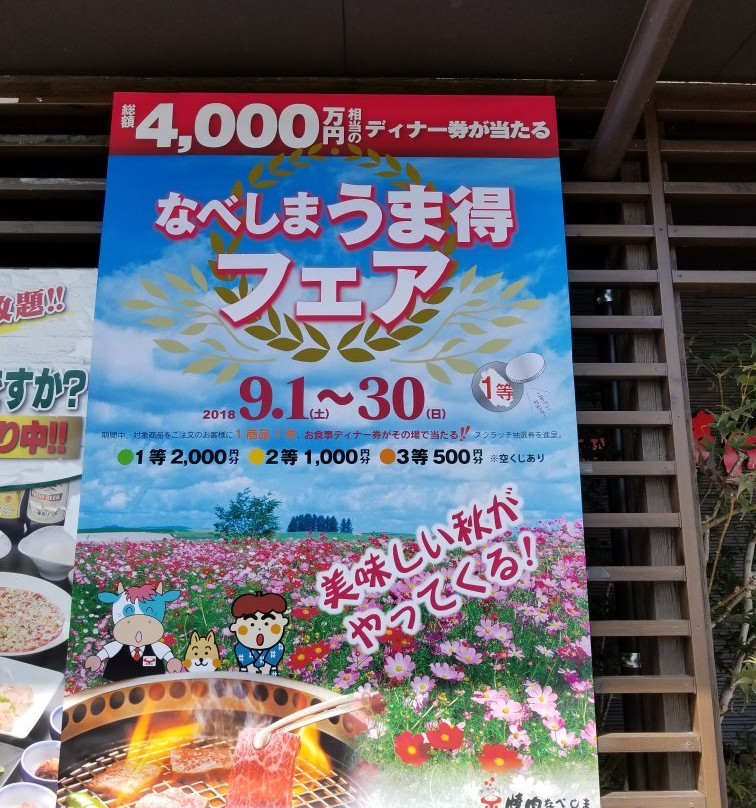 総額4,000万円相当のディナー券が当たる
なべしまうま得
フェア
放題!!
1等
2018 9.1(土)〜30(日)
ですか?
期間中、対象商品をご注文のお客様に1商品1券、お食事ディナー券がその場で当たる!! スクラッチ抽選券を進呈。
り中!!
●1等2,000円分 ●2等1,000円分 ●3等500円分 ※空くじあり
美味しい秋が
やってくる!
焼肉なべしま